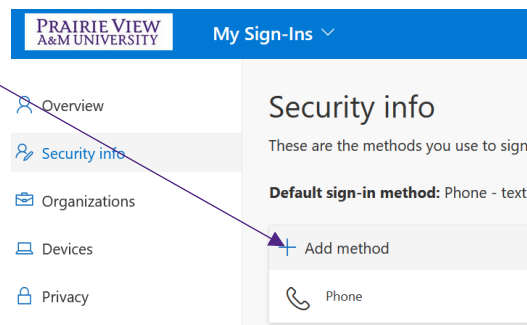 PRAIRIE VIEW
A&M UNIVERSITY
My Sign-Ins
Overview
Security info
Organizations
Devices
Privacy
Security info
These are the methods you use to sign
Default sign-in method: Phone - text
Add method
Phone